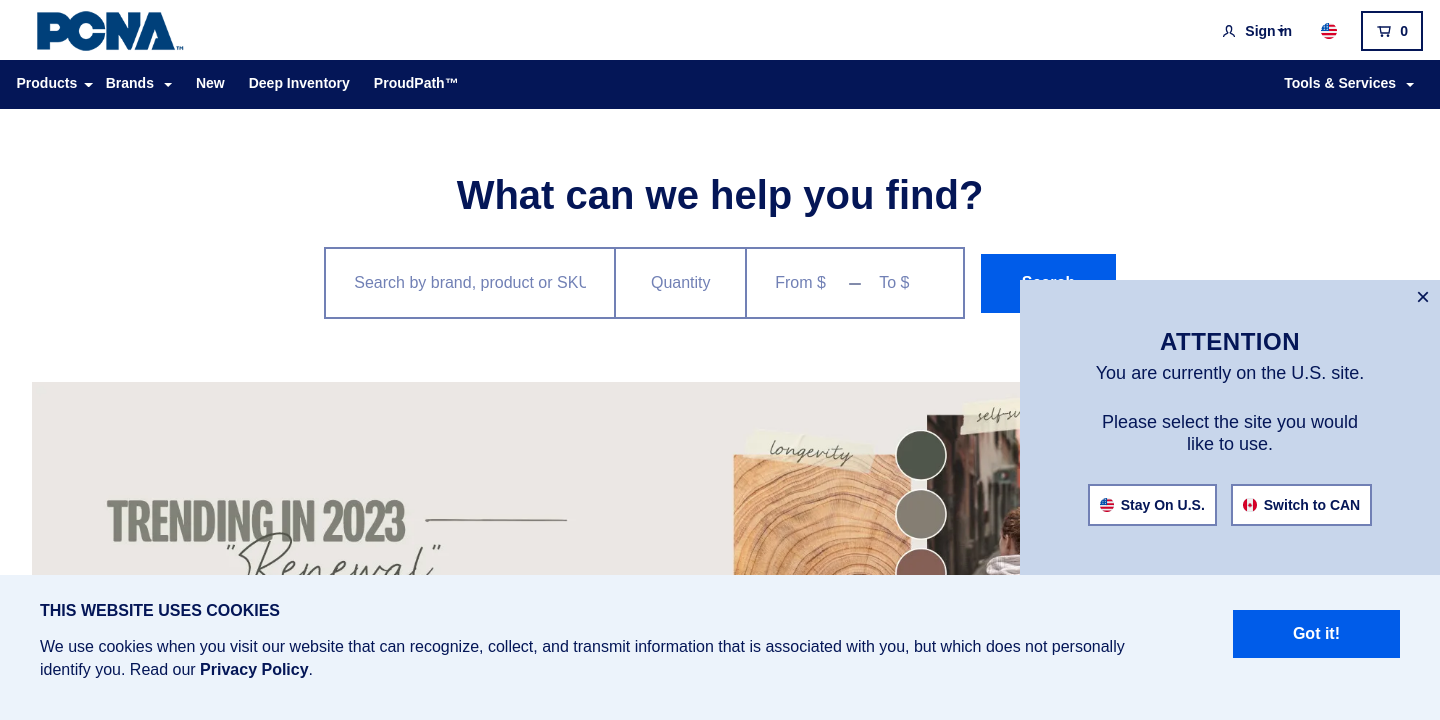 PCNA™
Sign in
0
Products
Brands
New
Deep Inventory
ProudPath™
Tools & Services
What can we help you find?
Search by brand, product or SKU
Quantity
From $
To $
Search
ATTENTION
You are currently on the U.S. site.
Please select the site you would
like to use.
Stay On U.S.
Switch to CAN
longevity
TRENDING IN 2023
"Renewal"
THIS WEBSITE USES COOKIES
We use cookies when you visit our website that can recognize, collect, and transmit information that is associated with you, but which does not personally
identify you. Read our Privacy Policy.
Got it!